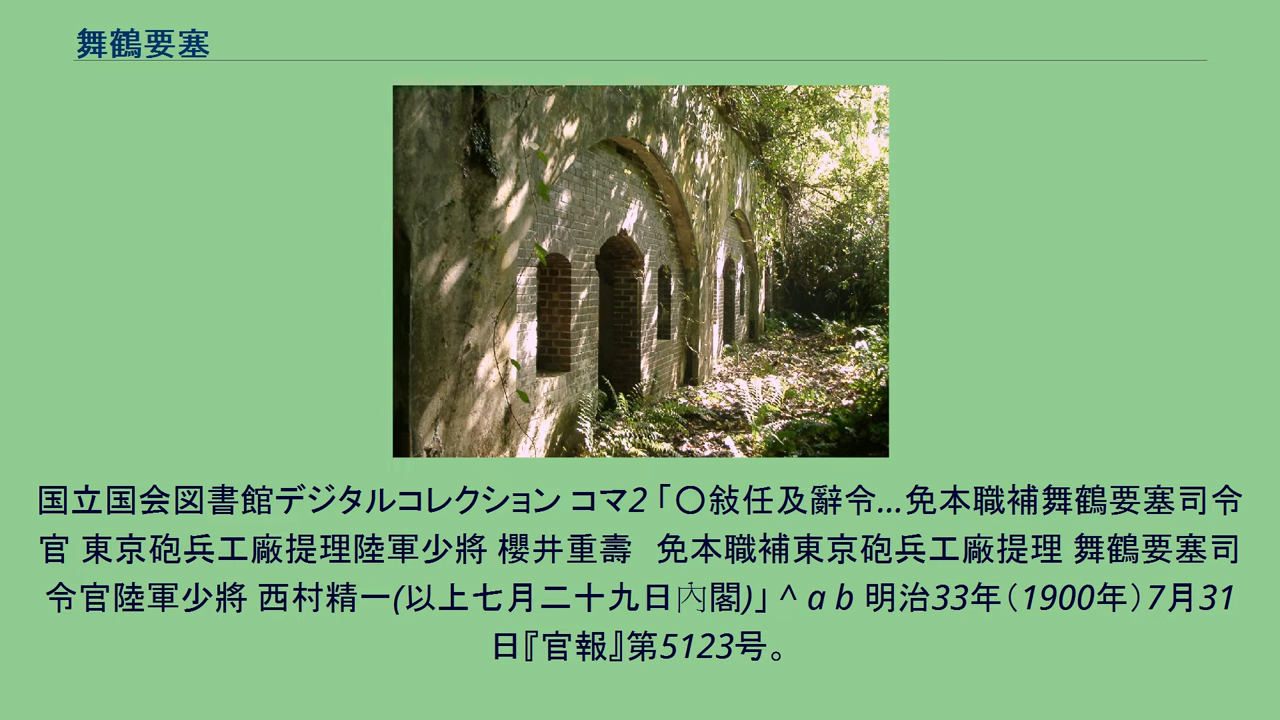 舞鶴要塞
国立国会図書館デジタルコレクション コマ2「〇敍任及辭令...免本職補舞鶴要塞司令
官 東京砲兵工廠提理陸軍少將 櫻井重壽　免本職補東京砲兵工廠提理 舞鶴要塞司
令官陸軍少將 西村精一(以上七月二十九日內閣)」^ a b 明治33年（1900年）7月31
日『官報』第5123号。